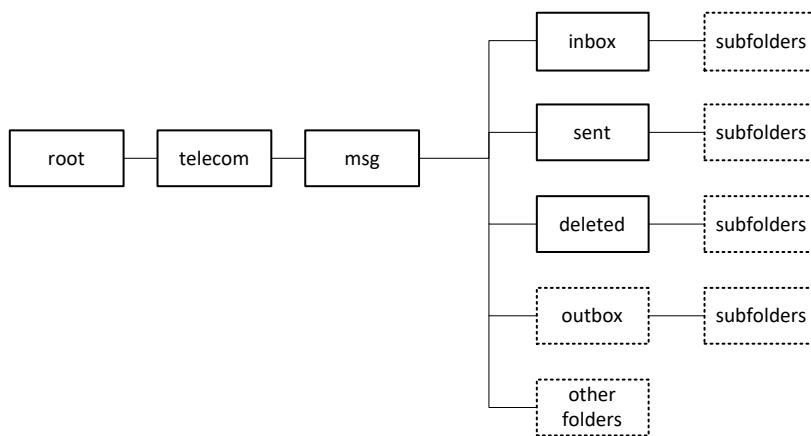 inbox
subfolders
sent
subfolders
root
telecom
msg
deleted
subfolders
outbox
subfolders
other
folders